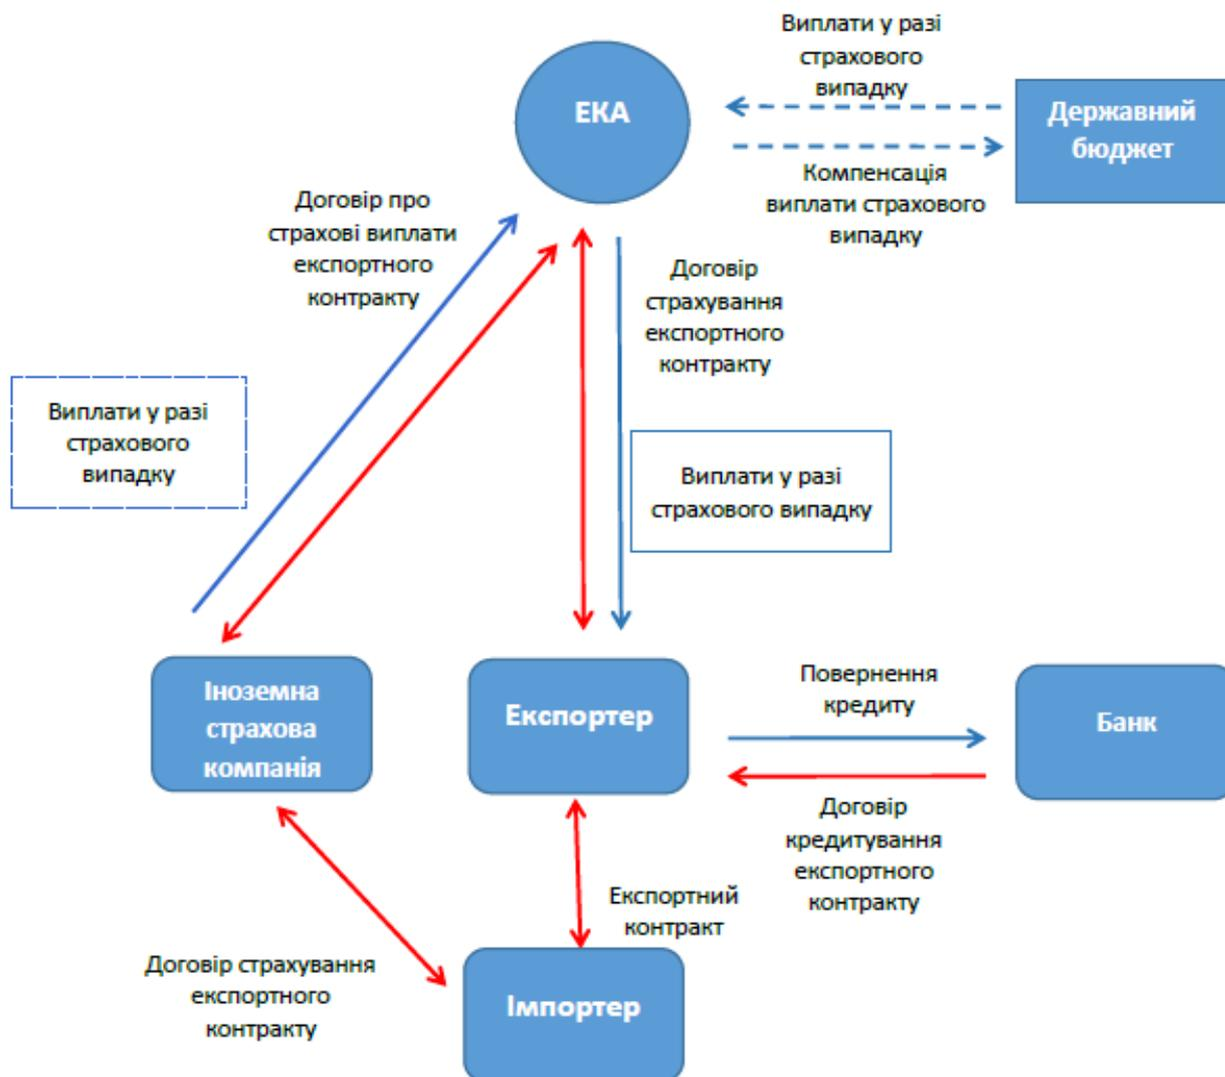 Виплати у разі
страхового
випадку
ЕКА
Державний
бюджет
Компенсація
виплати страхового
випадку
Договір про
страхові виплати
експортного
контракту
Договір
страхування
експортного
контракту
Виплати у разі
страхового
випадку
Виплати у разі
страхового випадку
Іноземна
страхова
компанія
Експортер
Повернення
кредиту
Банк
Договір
кредитування
експортного
контракту
Експортний
контракт
Договір страхування
експортного
контракту
Імпортер